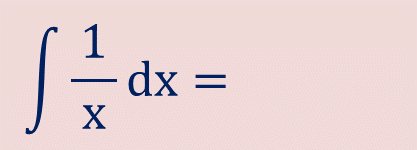 ∫ 1/x dx =